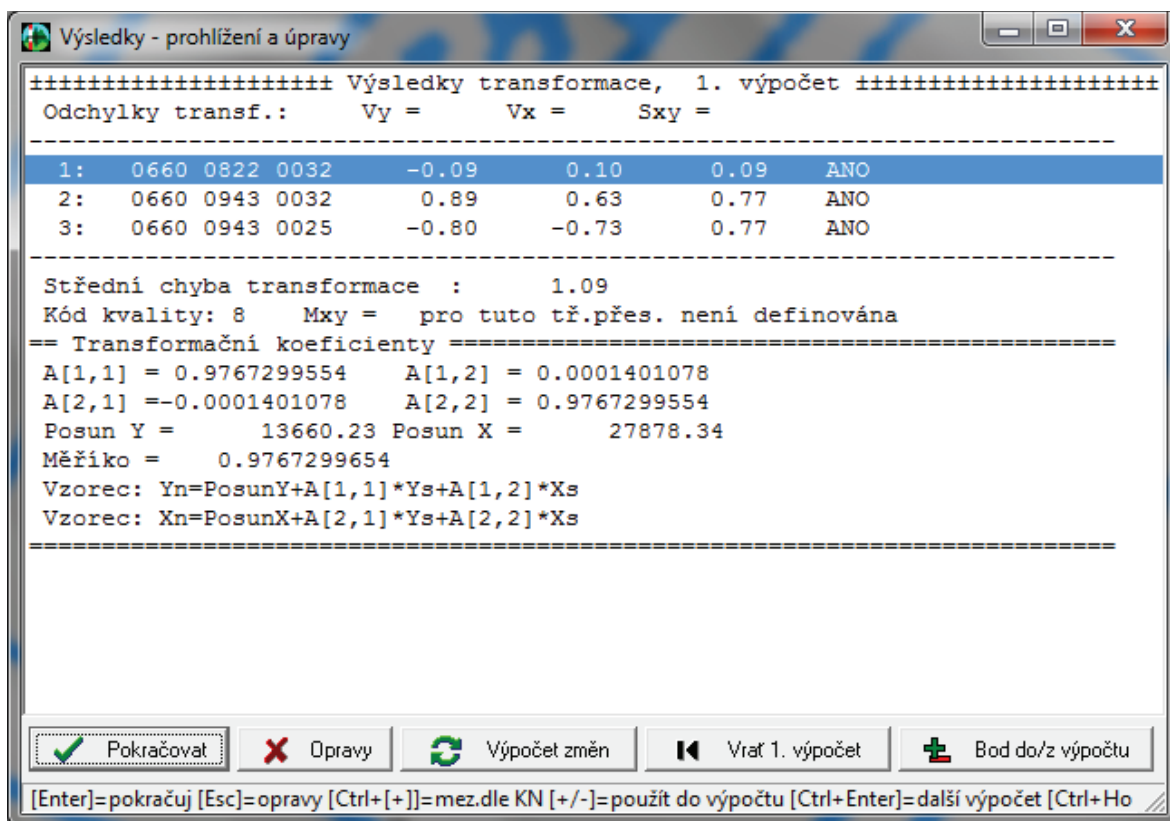 Výsledky - prohlížení a úpravy
±±±±±±±±±±±±±±±±±±±±± Výsledky transformace, 1. výpočet ±±±±±±±±±±±±±±±±±±±±±
Odchylky transf.: Vy = Vx = Sxy =
---------------------------------------------------------------------------
1: 0660 0822 0032 -0.09 0.10 0.09 ANO
2: 0660 0943 0032 0.89 0.63 0.77 ANO
3: 0660 0943 0025 -0.80 -0.73 0.77 ANO
---------------------------------------------------------------------------
Střední chyba transformace : 1.09
Kód kvality: 8 Mxy = pro tuto tř.přes. není definována
== Transformační koeficienty ==============================================
A[1,1] = 0.9767299554 A[1,2] = 0.0001401078
A[2,1] =-0.0001401078 A[2,2] = 0.9767299554
Posun Y = 13660.23 Posun X = 27878.34
Měřiko = 0.9767299654
Vzorec: Yn=PosunY+A[1,1]*Ys+A[1,2]*Xs
Vzorec: Xn=PosunX+A[2,1]*Ys+A[2,2]*Xs
===========================================================================
Pokračovat Opravy Výpočet změn Vrať 1. výpočet Bod do/z výpočtu
[Enter]=pokračuj [Esc]=opravy [Ctrl+[+]]=mez.dle KN [+/-]=použít do výpočtu [Ctrl+Enter]=další výpočet [Ctrl+Ho